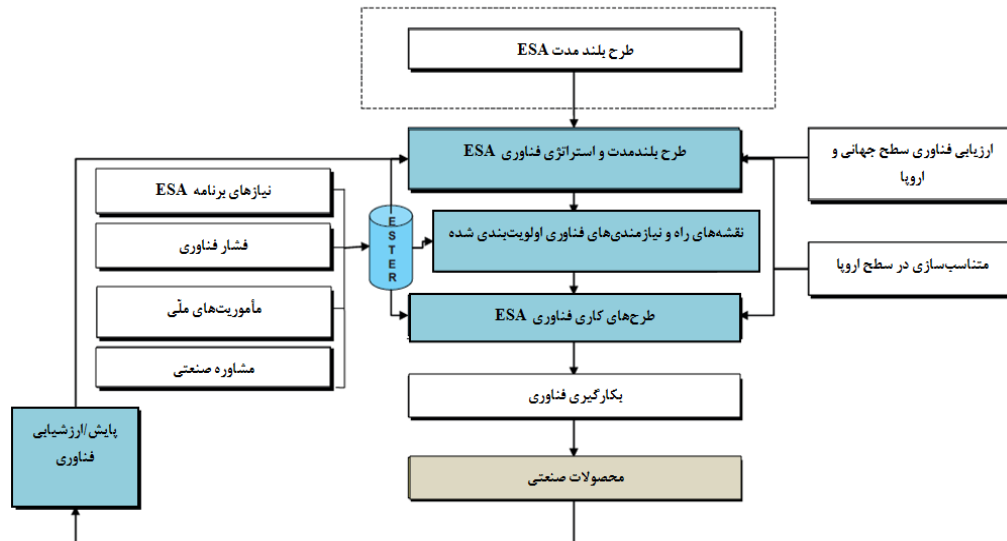 طرح بلند مدت ESA
طرح بلندمدت و استراتژی فناوری ESA
ارزیابی فناوری سطح جهانی و
اروپا
نیازهای برنامه ESA
فشار فناوری
مأموریت‌های ملّی
مشاوره صنعتی
ESTER
نقشه‌های راه و نیازمندی‌های فناوری اولویت‌بندی شده
متناسب‌سازی در سطح اروپا
طرح‌های کاری فناوری ESA
بکارگیری فناوری
پایش/ارزشیابی
فناوری
محصولات صنعتی